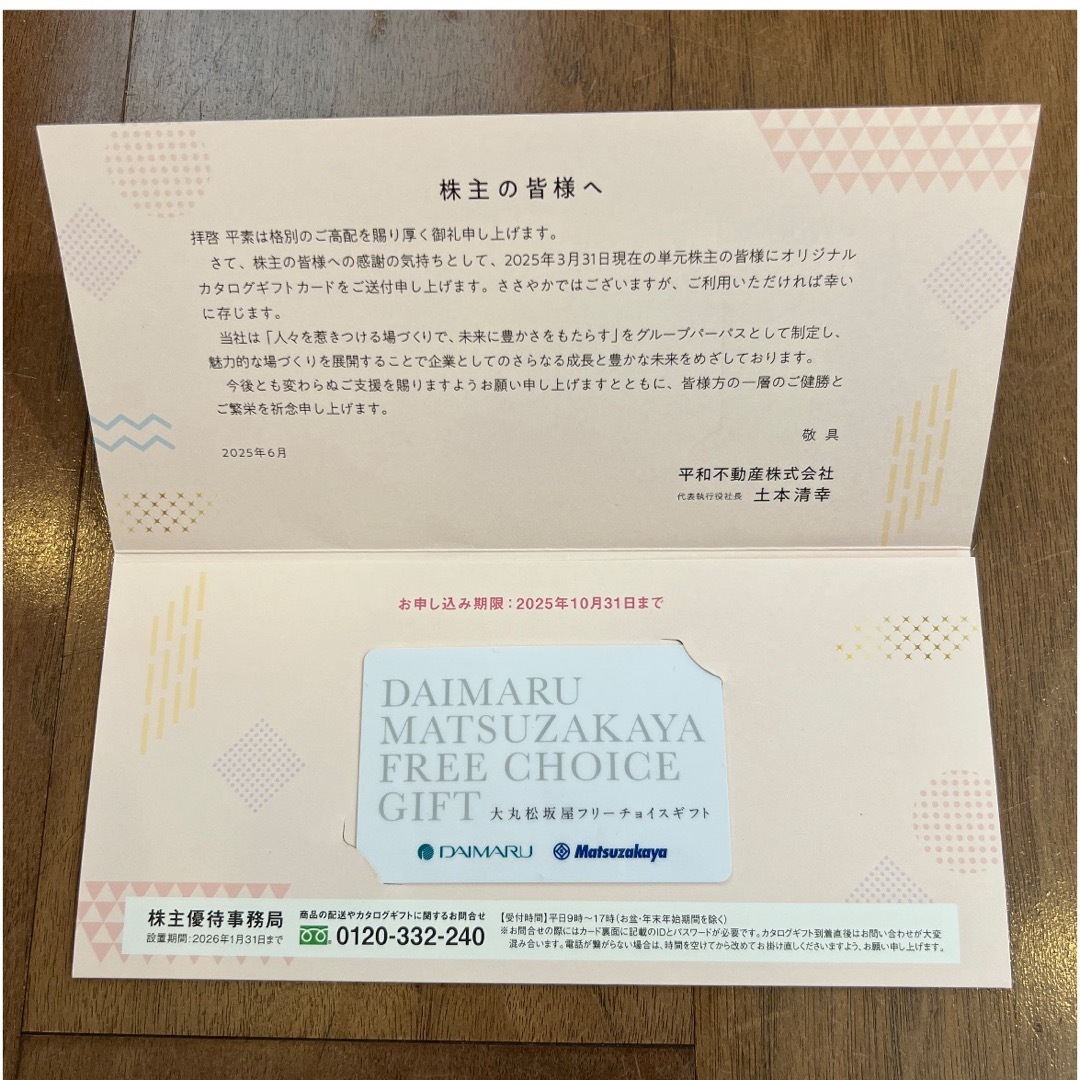 株主の皆様へ
拝啓 平素は格別のご高配を賜り厚く御礼申し上げます。
さて、株主の皆様への感謝の気持ちとして、2025年3月31日現在の単元株主の皆様にオリジナル
カタログギフトカードをご送付申し上げます。ささやかではございますが、ご利用いただければ幸い
に存じます。
当社は「人々を惹きつける場づくりで、未来に豊かさをもたらす」をグループパーパスとして制定し、
魅力的な場づくりを展開することで企業としてのさらなる成長と豊かな未来をめざしております。
今後とも変わらぬご支援を賜りますようお願い申し上げますとともに、皆様方の一層のご健勝と
ご繁栄を祈念申し上げます。
敬具
2025年6月
平和不動産株式会社
代表執行役社長 土本清幸
お申し込み期限：2025年10月31日まで
DAIMARU
MATSUZAKAYA
FREE CHOICE
GIFT 大丸松坂屋フリーチョイスギフト
DAIMARU Matsuzakaya
株主優待事務局
設置期間：2026年1月31日まで
商品の配送やカタログギフトに関するお問合せ
0120-332-240
【受付時間】平日9時～17時（お盆・年末年始期間を除く）
※お問合せの際にはカード裏面に記載のIDとパスワードが必要です。カタログギフト到着直後はお問い合わせが大変
混み合います。電話が繋がらない場合は、時間を空けてから改めてお掛け直しくださいますよう、お願い申し上げます。